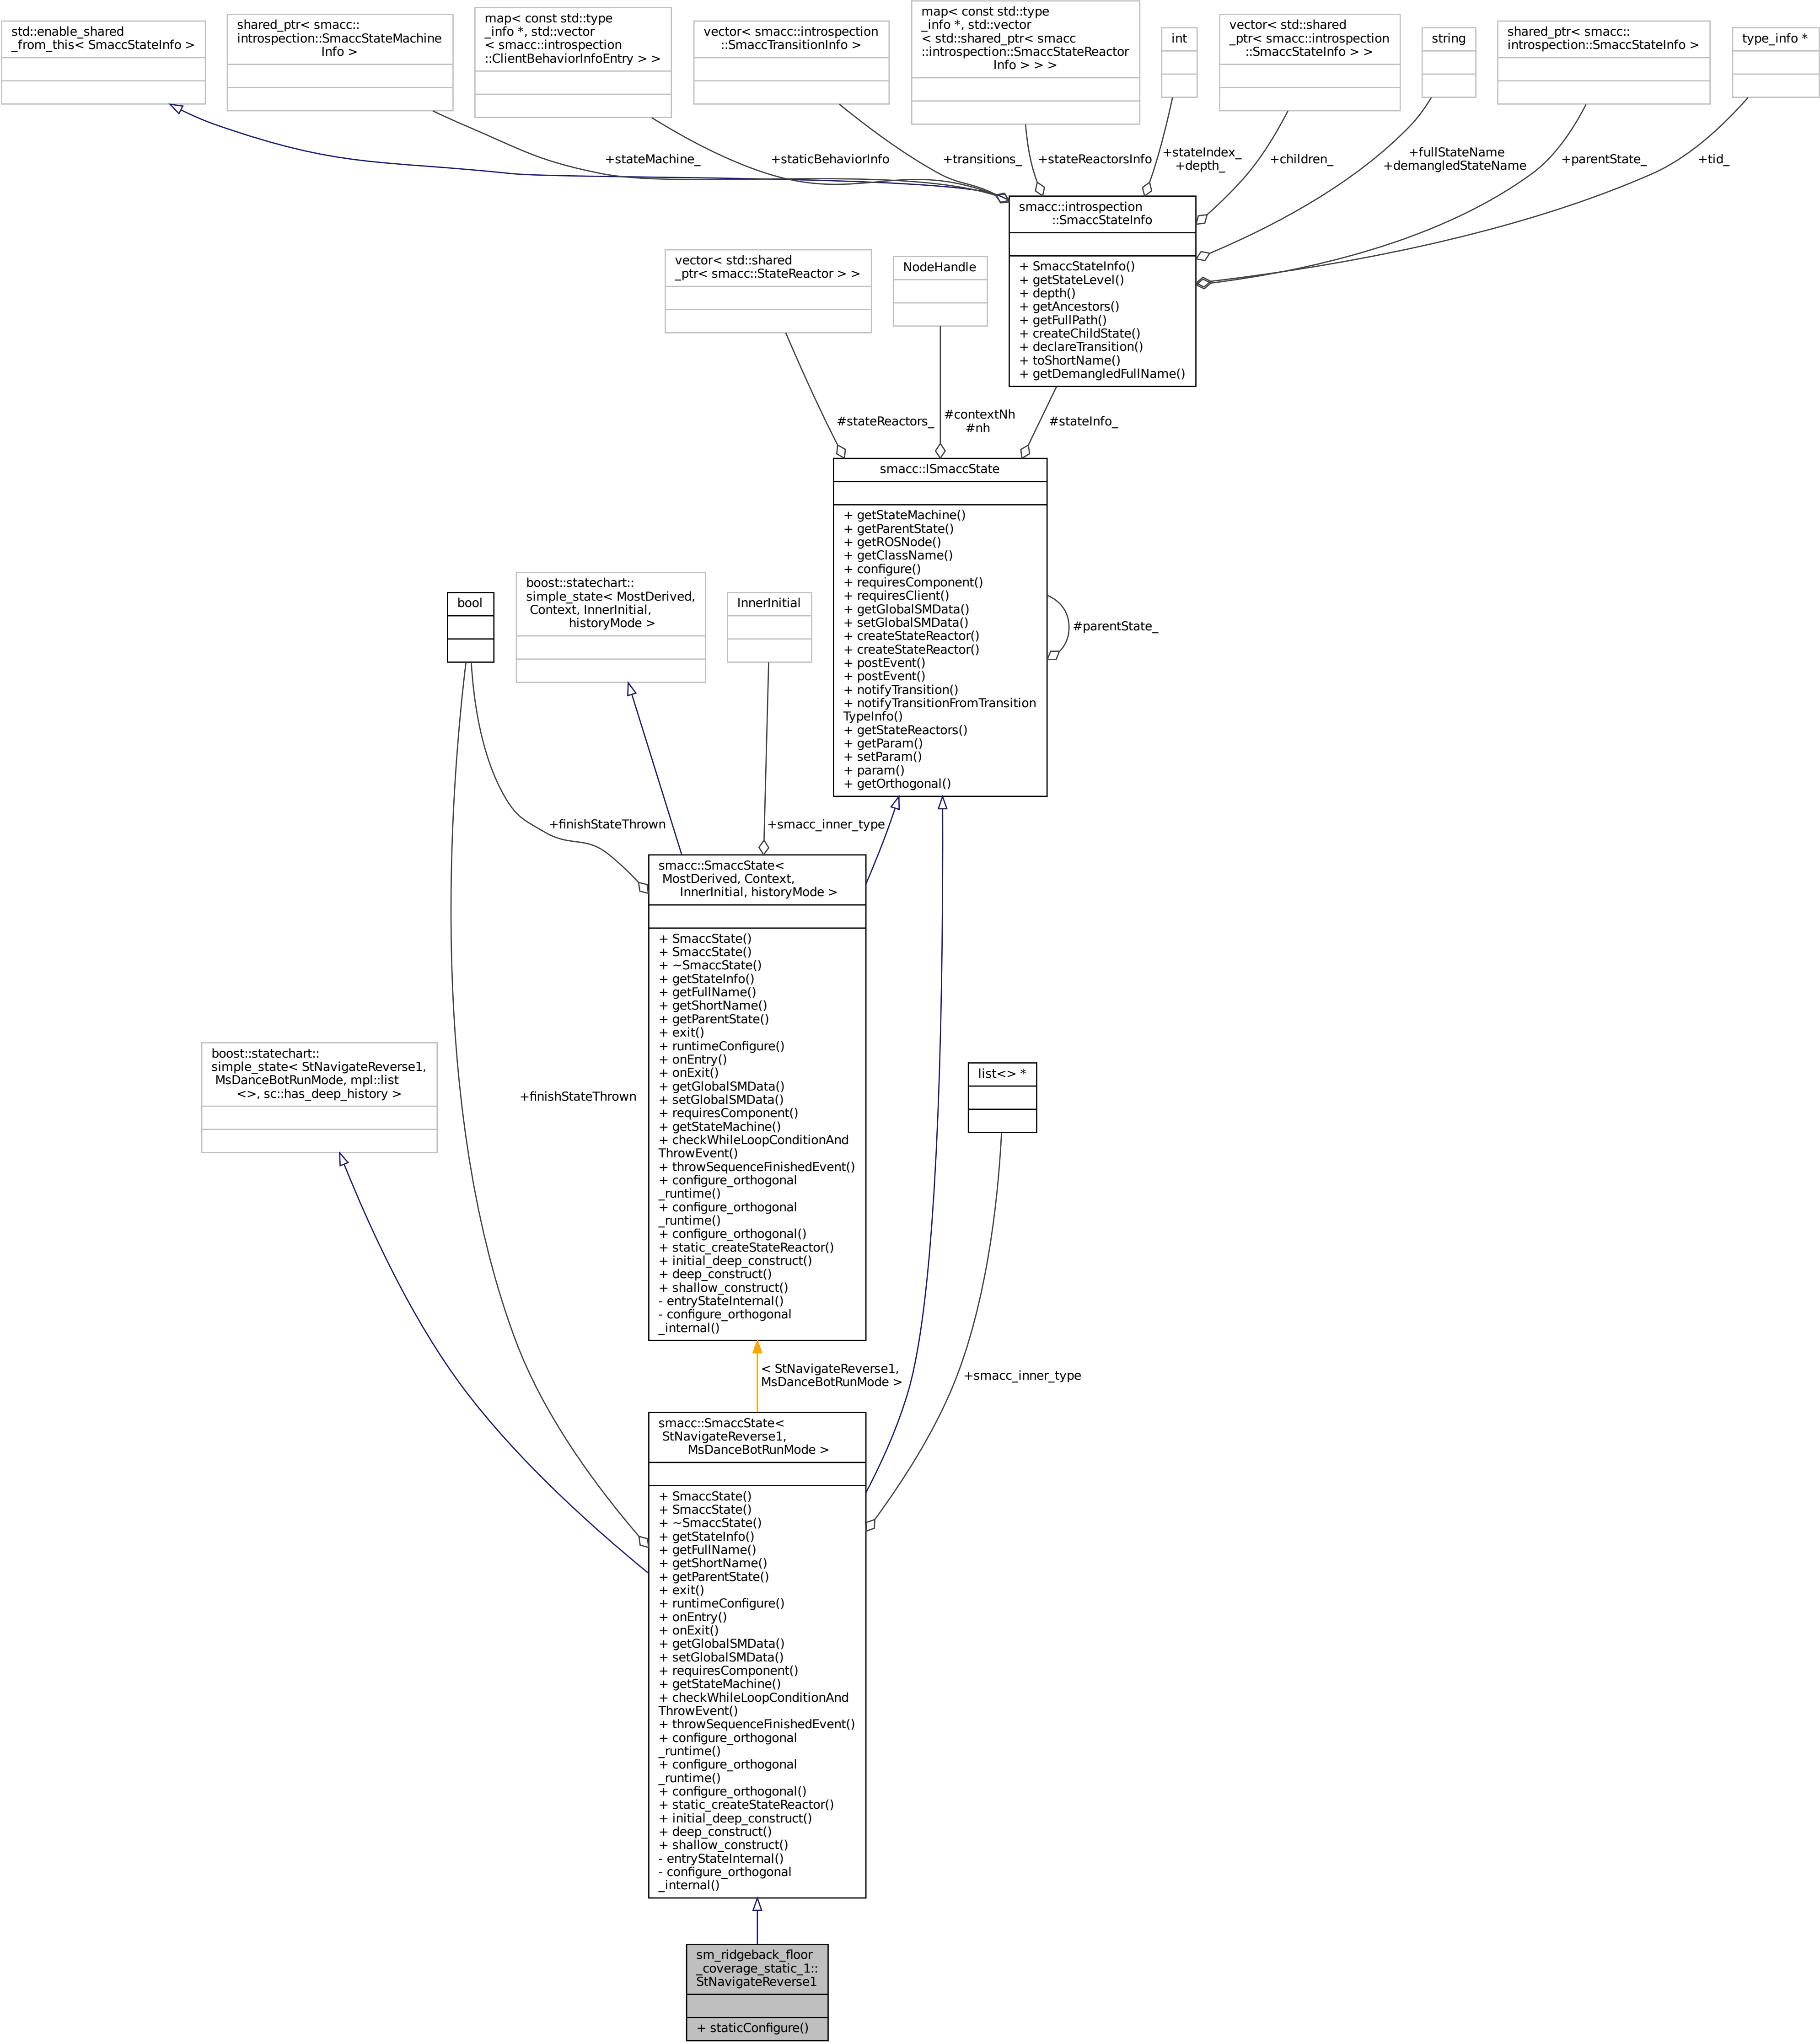 std::enable_shared
_from_this< SmaccStateInfo >
shared_ptr< smacc::
introspection::SmaccStateMachine
Info >
map< const std::type
_info *, std::vector
< smacc::introspection
::ClientBehaviorInfoEntry > >
vector< smacc::introspection
::SmaccTransitionInfo >
map< const std::type
_info *, std::vector
< std::shared_ptr< smacc
::introspection::SmaccStateReactor
Info > > >
int
vector< std::shared
_ptr< smacc::introspection
::SmaccStateInfo > >
string
shared_ptr< smacc::
introspection::SmaccStateInfo >
type_info *
+stateMachine_
+staticBehaviorInfo
+transitions_
+stateReactorsInfo
+stateIndex_
+depth_
+children_
+fullStateName
+demangledStateName
+parentState_
+tid_
smacc::introspection
::SmaccStateInfo
+ SmaccStateInfo()
+ getStateLevel()
+ depth()
+ getAncestors()
+ getFullPath()
+ createChildState()
+ declareTransition()
+ toShortName()
+ getDemangledFullName()
vector< std::shared
_ptr< smacc::StateReactor > >
NodeHandle
#stateReactors_
#contextNh
#nh
#stateInfo_
smacc::ISmaccState
+ getStateMachine()
+ getParentState()
+ getROSNode()
+ getClassName()
+ configure()
+ requiresComponent()
+ requiresClient()
+ getGlobalSMData()
+ setGlobalSMData()
+ createStateReactor()
+ createStateReactor()
+ postEvent()
+ postEvent()
+ notifyTransition()
+ notifyTransitionFromTransition
TypeInfo()
+ getStateReactors()
+ getParam()
+ setParam()
+ param()
+ getOrthogonal()
#parentState_
bool
boost::statechart::
simple_state< MostDerived,
Context, InnerInitial,
historyMode >
InnerInitial
+finishStateThrown
+smacc_inner_type
smacc::SmaccState<
MostDerived, Context,
InnerInitial, historyMode >
+ SmaccState()
+ SmaccState()
+ ~SmaccState()
+ getStateInfo()
+ getFullName()
+ getShortName()
+ getParentState()
+ exit()
+ runtimeConfigure()
+ onEntry()
+ onExit()
+ getGlobalSMData()
+ setGlobalSMData()
+ requiresComponent()
+ getStateMachine()
+ checkWhileLoopConditionAnd
ThrowEvent()
+ throwSequenceFinishedEvent()
+ configure_orthogonal
_runtime()
+ configure_orthogonal
_runtime()
+ configure_orthogonal()
+ static_createStateReactor()
+ initial_deep_construct()
+ deep_construct()
+ shallow_construct()
- entryStateInternal()
- configure_orthogonal
_internal()
boost::statechart::
simple_state< StNavigateReverse1,
MsDanceBotRunMode, mpl::list
<>, sc::has_deep_history >
+finishStateThrown
list<> *
< StNavigateReverse1,
MsDanceBotRunMode >
+smacc_inner_type
smacc::SmaccState<
StNavigateReverse1,
MsDanceBotRunMode >
+ SmaccState()
+ SmaccState()
+ ~SmaccState()
+ getStateInfo()
+ getFullName()
+ getShortName()
+ getParentState()
+ exit()
+ runtimeConfigure()
+ onEntry()
+ onExit()
+ getGlobalSMData()
+ setGlobalSMData()
+ requiresComponent()
+ getStateMachine()
+ checkWhileLoopConditionAnd
ThrowEvent()
+ throwSequenceFinishedEvent()
+ configure_orthogonal
_runtime()
+ configure_orthogonal
_runtime()
+ configure_orthogonal()
+ static_createStateReactor()
+ initial_deep_construct()
+ deep_construct()
+ shallow_construct()
- entryStateInternal()
- configure_orthogonal
_internal()
sm_ridgeback_floor
_coverage_static_1::
StNavigateReverse1
+ staticConfigure()